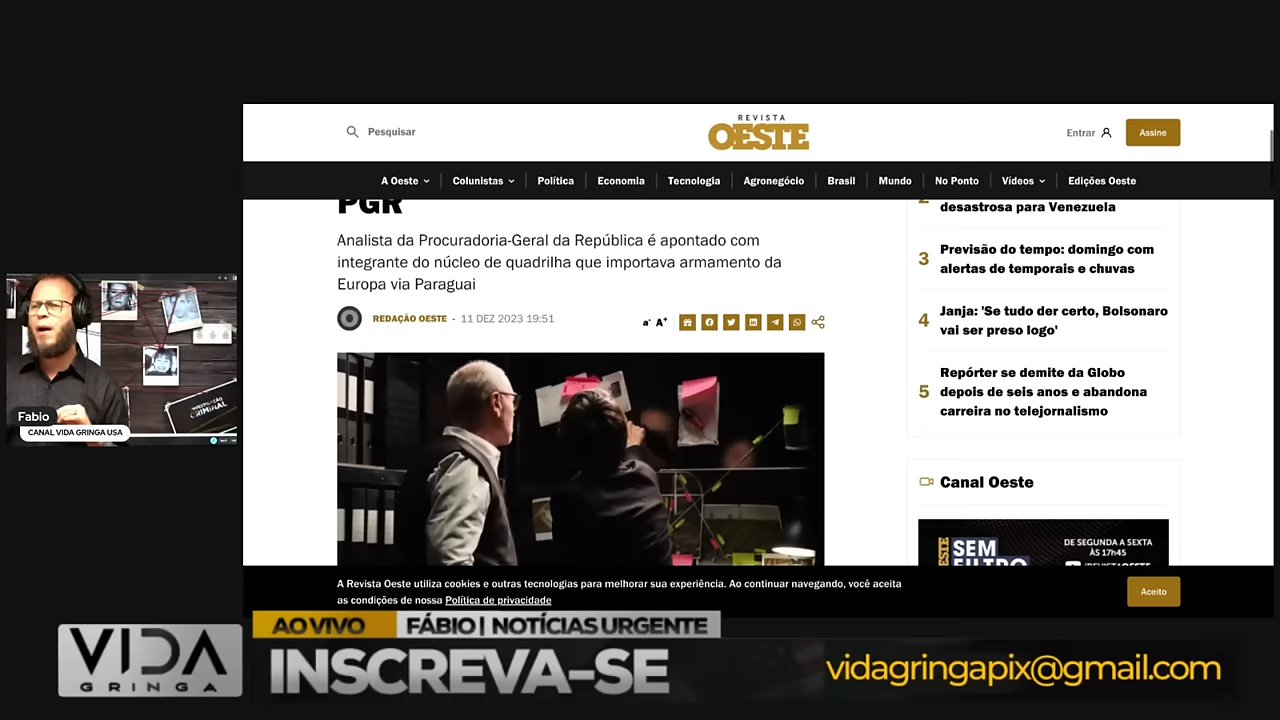 Pesquisar
REVISTA
OESTE
Entrar
Assine
A Oeste
Colunistas
Política
Economia
Tecnologia
Agronegócio
Brasil
Mundo
No Ponto
Vídeos
Edições Oeste
PGR
Analista da Procuradoria-Geral da República é apontado com
integrante do núcleo de quadrilha que importava armamento da
Europa via Paraguai
REDAÇÃO OESTE - 11 DEZ 2023 19:51
a- A+
2
desastrosa para Venezuela
3
Previsão do tempo: domingo com
alertas de temporais e chuvas
4
Janja: 'Se tudo der certo, Bolsonaro
vai ser preso logo'
5
Repórter se demite da Globo
depois de seis anos e abandona
carreira no telejornalismo
Canal Oeste
OESTE
SEM
FILTRO
DE SEGUNDA A SEXTA
ÀS 17h45
/REVISTAOESTE
INVESTIGAÇÃO
CRIMINAL
Fabio
CANAL VIDA GRINGA USA
A Revista Oeste utiliza cookies e outras tecnologias para melhorar sua experiência. Ao continuar navegando, você aceita
as condições de nossa Política de privacidade
Aceito
AO VIVO
FÁBIO | NOTÍCIAS URGENTE
VIDA
GRINGA
INSCREVA-SE
vidagringapix@gmail.com